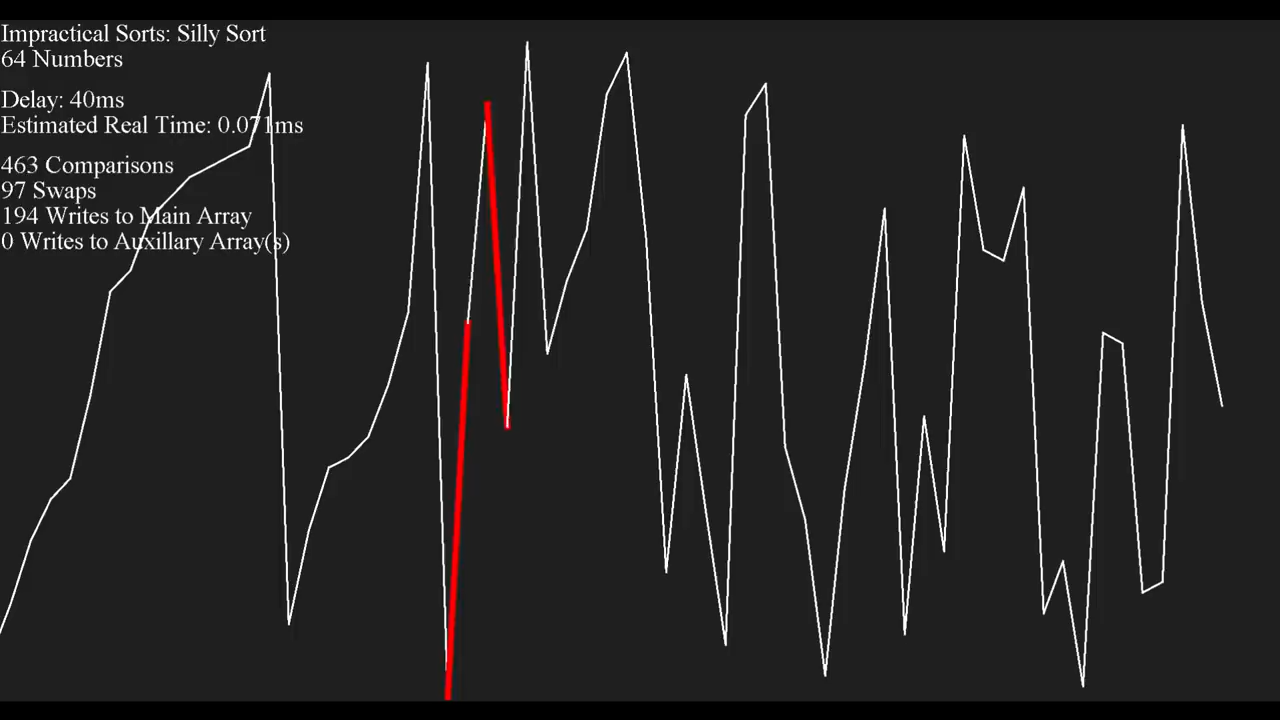 Impractical Sorts: Silly Sort
64 Numbers
Delay: 40ms
Estimated Real Time: 0.071ms
463 Comparisons
97 Swaps
194 Writes to Main Array
0 Writes to Auxillary Array(s)